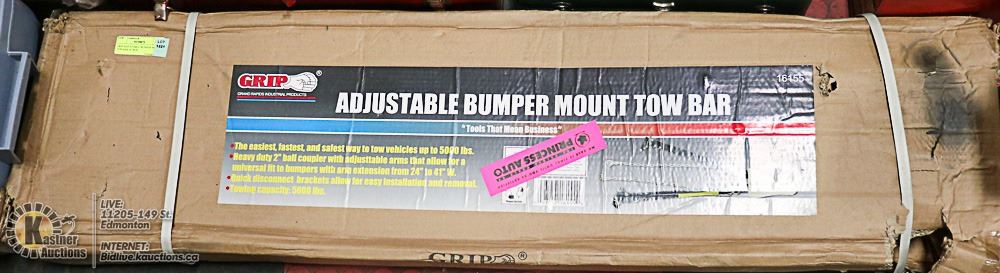 GRIP®
GRAND RAPIDS INDUSTRIAL PRODUCTS
16155
ADJUSTABLE BUMPER MOUNT TOW BAR
"Tools That Mean Business"
•The easiest, fastest, and safest way to tow vehicles up to 5000 lbs.
•Heavy duty 2" ball coupler with adjusttable arms that allow for a
universal fit to bumpers with arm extension from 24" to 41" W.
•Quick disconnect brackets allow for easy installation and removal.
•Towing capacity: 5000 lbs.
PRINCESS AUTO
GRIP®
Kastner
Auctions
LIVE:
11205-149 St.
Edmonton
INTERNET:
Bidlive.kauctions.ca